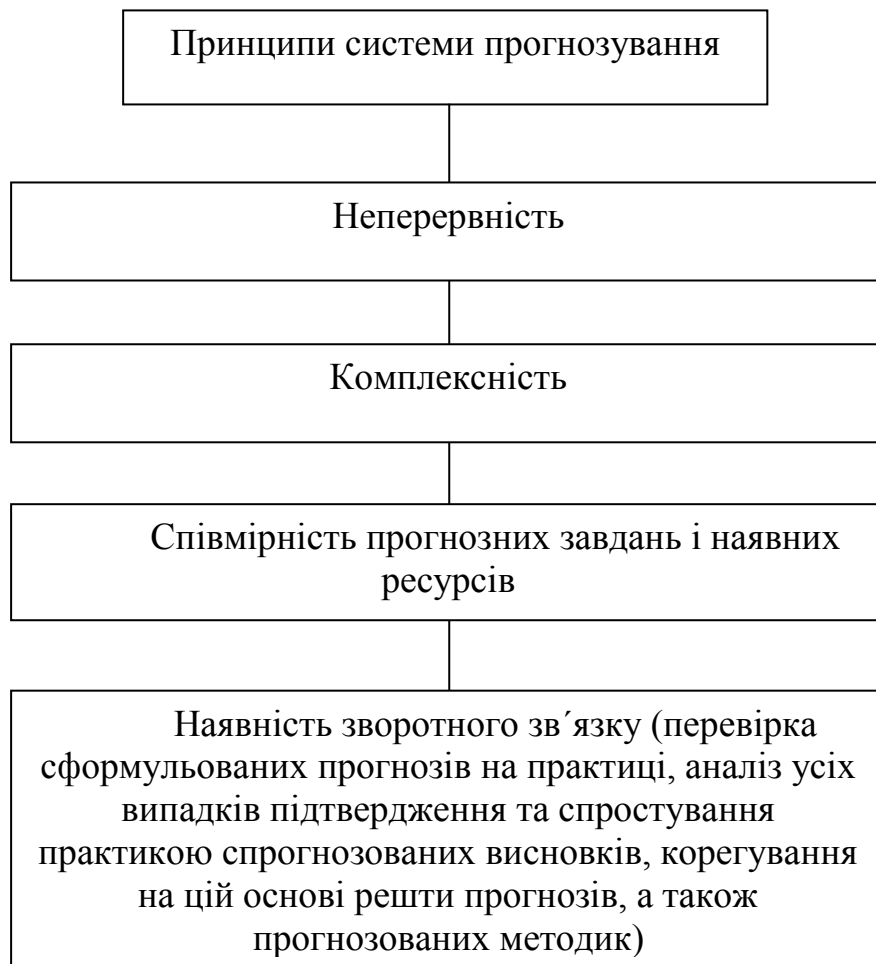 Принципи системи прогнозування
Неперервність
Комплексність
Співмірність прогнозних завдань і наявних
ресурсів
Наявність зворотного зв´язку (перевірка
сформульованих прогнозів на практиці, аналіз усіх
випадків підтвердження та спростування
практикою спрогнозованих висновків, корегування
на цій основі решти прогнозів, а також
прогнозованих методик)